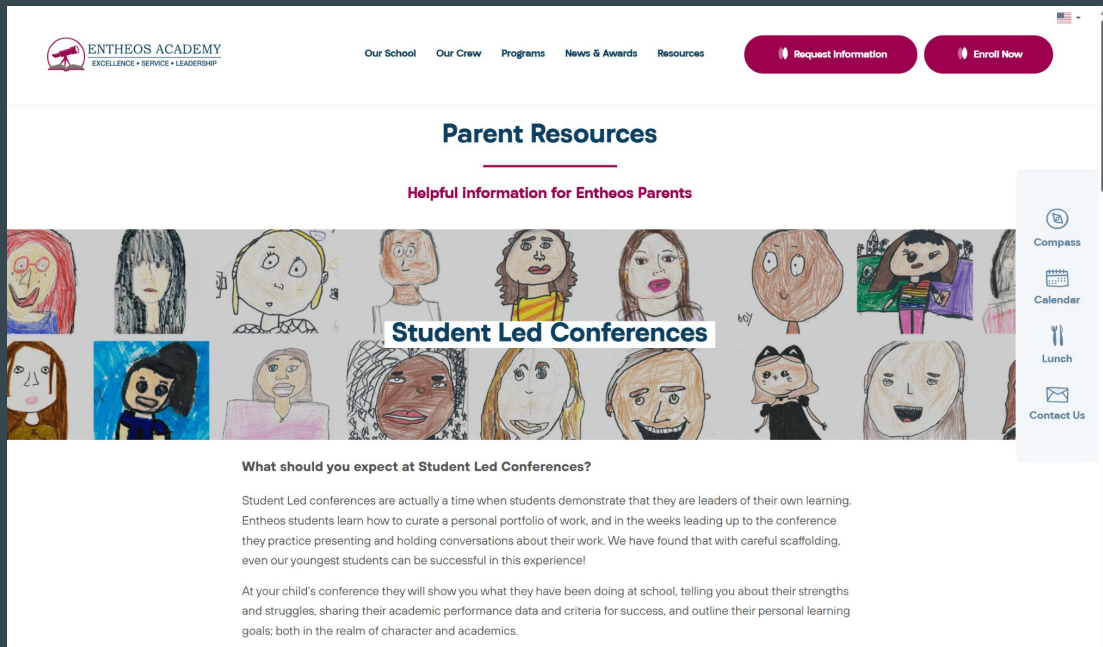 ENTHEOS ACADEMY
EXCELLENCE • SERVICE • LEADERSHIP
Our School Our Crew Programs News & Awards Resources Request Information Enroll Now
Parent Resources
Helpful information for Entheos Parents
Compass
Calendar
Lunch
Contact Us
BOY
Student Led Conferences
What should you expect at Student Led Conferences?
Student Led conferences are actually a time when students demonstrate that they are leaders of their own learning.
Entheos students learn how to curate a personal portfolio of work, and in the weeks leading up to the conference
they practice presenting and holding conversations about their work. We have found that with careful scaffolding,
even our youngest students can be successful in this experience!
At your child's conference they will show you what they have been doing at school, telling you about their strengths
and struggles, sharing their academic performance data and criteria for success, and outline their personal learning
goals; both in the realm of character and academics.